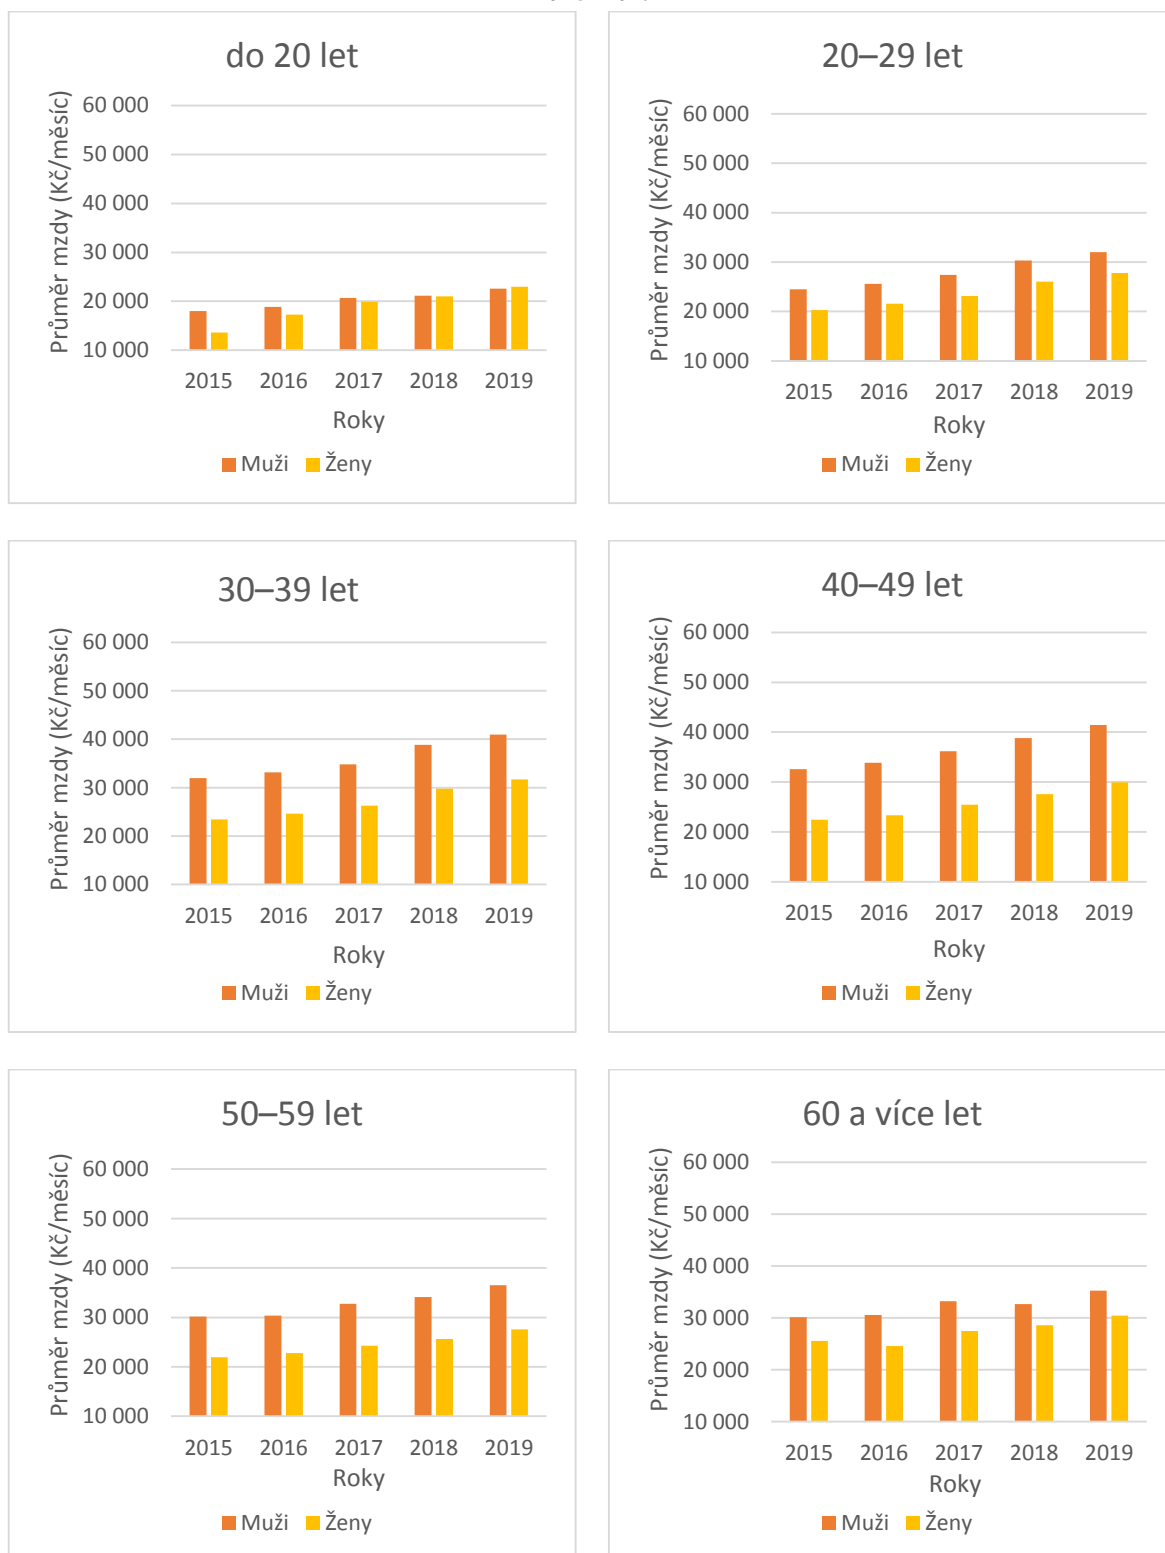 do 20 let
Průměr mzdy (Kč/měsíc)
60 000
50 000
40 000
30 000
20 000
10 000
2015 2016 2017 2018 2019
Roky
Muži Ženy
20–29 let
Průměr mzdy (Kč/měsíc)
60 000
50 000
40 000
30 000
20 000
10 000
2015 2016 2017 2018 2019
Roky
Muži Ženy
30–39 let
Průměr mzdy (Kč/měsíc)
60 000
50 000
40 000
30 000
20 000
10 000
2015 2016 2017 2018 2019
Roky
Muži Ženy
40–49 let
Průměr mzdy (Kč/měsíc)
60 000
50 000
40 000
30 000
20 000
10 000
2015 2016 2017 2018 2019
Roky
Muži Ženy
50–59 let
Průměr mzdy (Kč/měsíc)
60 000
50 000
40 000
30 000
20 000
10 000
2015 2016 2017 2018 2019
Roky
Muži Ženy
60 a více let
Průměr mzdy (Kč/měsíc)
60 000
50 000
40 000
30 000
20 000
10 000
2015 2016 2017 2018 2019
Roky
Muži Ženy